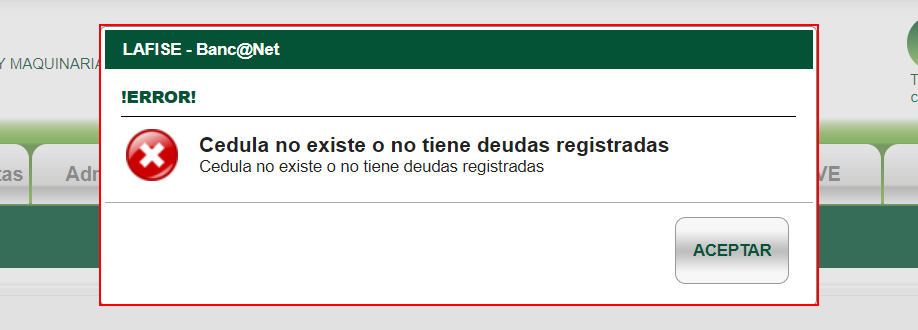 LAFISE - Banc@Net
Y MAQUINARIA
!ERROR!
Cedula no existe o no tiene deudas registradas
Cedula no existe o no tiene deudas registradas
tas
VE
ACEPTAR